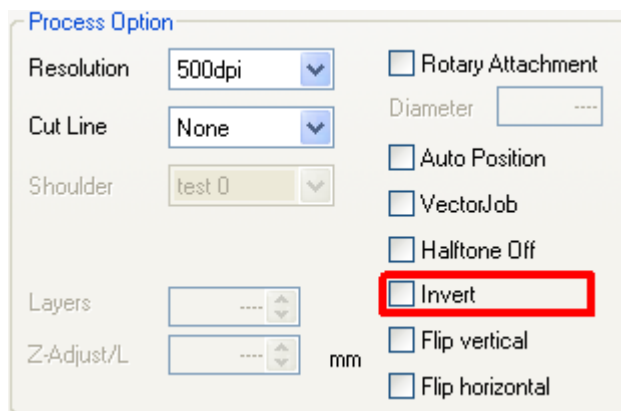 Process Option
Resolution 500dpi
Cut Line None
Shoulder test 0
Layers ----
Z-Adjust/L ---- mm
Rotary Attachment
Diameter ----
Auto Position
VectorJob
Halftone Off
Invert
Flip vertical
Flip horizontal